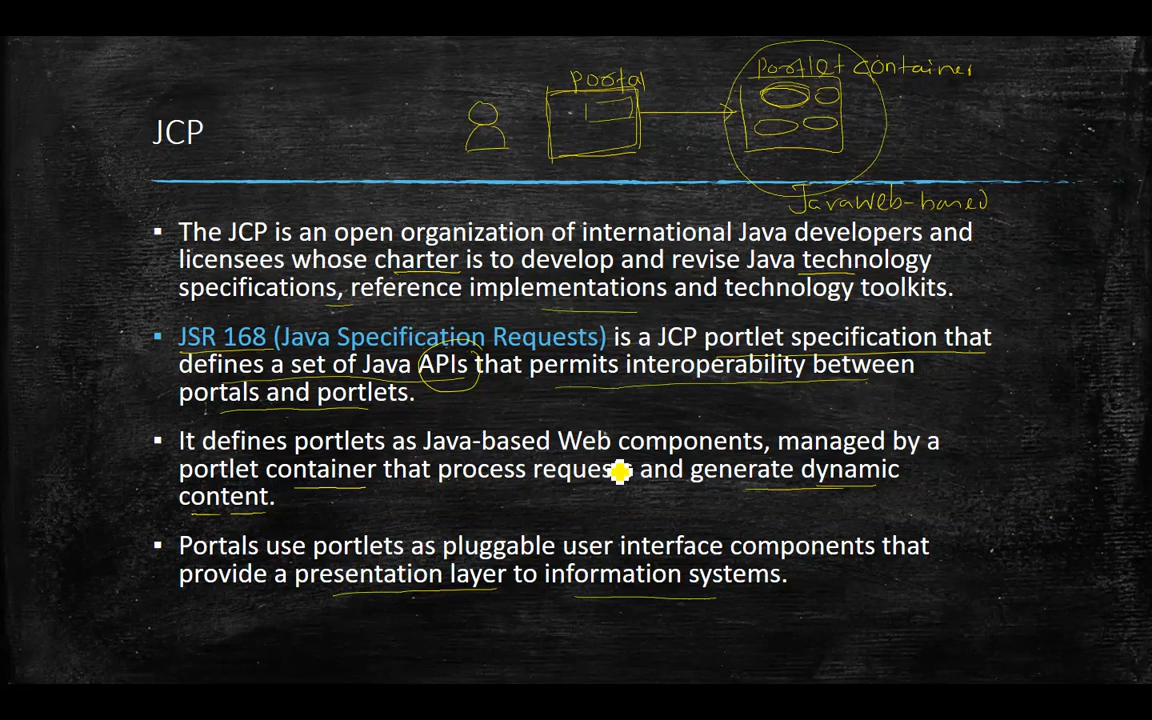 portal
Portlet container
JCP
Java Web-based
▪ The JCP is an open organization of international Java developers and
licensees whose charter is to develop and revise Java technology
specifications, reference implementations and technology toolkits.
▪ JSR 168 (Java Specification Requests) is a JCP portlet specification that
defines a set of Java APIs that permits interoperability between
portals and portlets.
▪ It defines portlets as Java-based Web components, managed by a
portlet container that process requests and generate dynamic
content.
▪ Portals use portlets as pluggable user interface components that
provide a presentation layer to information systems.